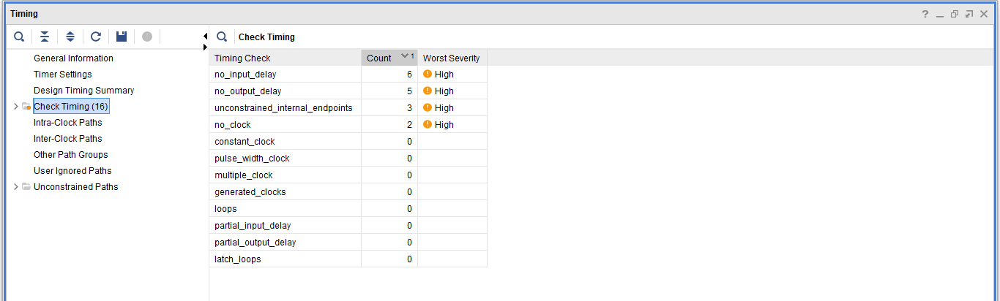 Timing
Check Timing
General Information
Timer Settings
Design Timing Summary
Check Timing (16)
Intra-Clock Paths
Inter-Clock Paths
Other Path Groups
User Ignored Paths
Unconstrained Paths
Timing Check Count 1 Worst Severity
no_input_delay 6 High
no_output_delay 5 High
unconstrained_internal_endpoints 3 High
no_clock 2 High
constant_clock 0
pulse_width_clock 0
multiple_clock 0
generated_clocks 0
loops 0
partial_input_delay 0
partial_output_delay 0
latch_loops 0